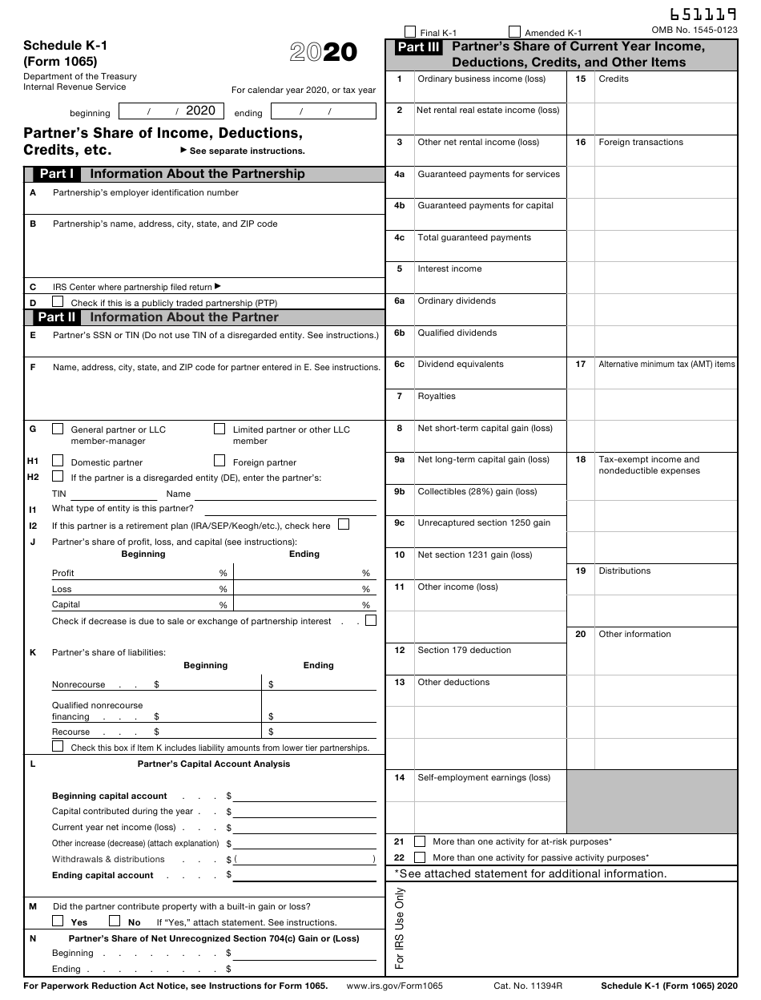 651119
Final K-1
Amended K-1
OMB No. 1545-0123
Schedule K-1
(Form 1065)
2020
Department of the Treasury
Internal Revenue Service
For calendar year 2020, or tax year
beginning / / 2020 ending / /
Partner's Share of Income, Deductions,
Credits, etc. ▶ See separate instructions.
Part I Information About the Partnership
A Partnership's employer identification number
B Partnership's name, address, city, state, and ZIP code
C IRS Center where partnership filed return ▶
D Check if this is a publicly traded partnership (PTP)
Part II Information About the Partner
E Partner's SSN or TIN (Do not use TIN of a disregarded entity. See instructions.)
F Name, address, city, state, and ZIP code for partner entered in E. See instructions.
G General partner or LLC
member-manager
Limited partner or other LLC
member
H1 Domestic partner Foreign partner
H2 If the partner is a disregarded entity (DE), enter the partner's:
TIN Name
I1 What type of entity is this partner?
I2 If this partner is a retirement plan (IRA/SEP/Keogh/etc.), check here
J Partner's share of profit, loss, and capital (see instructions):
Beginning Ending
Profit % %
Loss % %
Capital % %
Check if decrease is due to sale or exchange of partnership interest . .
K Partner's share of liabilities:
Beginning Ending
Nonrecourse . . $ $
Qualified nonrecourse
financing . . . $ $
Recourse . . . $ $
Check this box if Item K includes liability amounts from lower tier partnerships.
L Partner's Capital Account Analysis
Beginning capital account . . . $
Capital contributed during the year . . $
Current year net income (loss) . . . $
Other increase (decrease) (attach explanation) $
Withdrawals & distributions . . . $ ( )
Ending capital account . . . . $
M Did the partner contribute property with a built-in gain or loss?
Yes No If "Yes," attach statement. See instructions.
N Partner's Share of Net Unrecognized Section 704(c) Gain or (Loss)
Beginning . . . . . . . . $
Ending . . . . . . . . . $
Part III Partner's Share of Current Year Income,
Deductions, Credits, and Other Items
1 Ordinary business income (loss)
2 Net rental real estate income (loss)
3 Other net rental income (loss)
4a Guaranteed payments for services
4b Guaranteed payments for capital
4c Total guaranteed payments
5 Interest income
6a Ordinary dividends
6b Qualified dividends
6c Dividend equivalents
7 Royalties
8 Net short-term capital gain (loss)
9a Net long-term capital gain (loss)
9b Collectibles (28%) gain (loss)
9c Unrecaptured section 1250 gain
10 Net section 1231 gain (loss)
11 Other income (loss)
12 Section 179 deduction
13 Other deductions
14 Self-employment earnings (loss)
15 Credits
16 Foreign transactions
17 Alternative minimum tax (AMT) items
18 Tax-exempt income and
nondeductible expenses
19 Distributions
20 Other information
21 More than one activity for at-risk purposes*
22 More than one activity for passive activity purposes*
*See attached statement for additional information.
For IRS Use Only
For Paperwork Reduction Act Notice, see Instructions for Form 1065. www.irs.gov/Form1065 Cat. No. 11394R Schedule K-1 (Form 1065) 2020